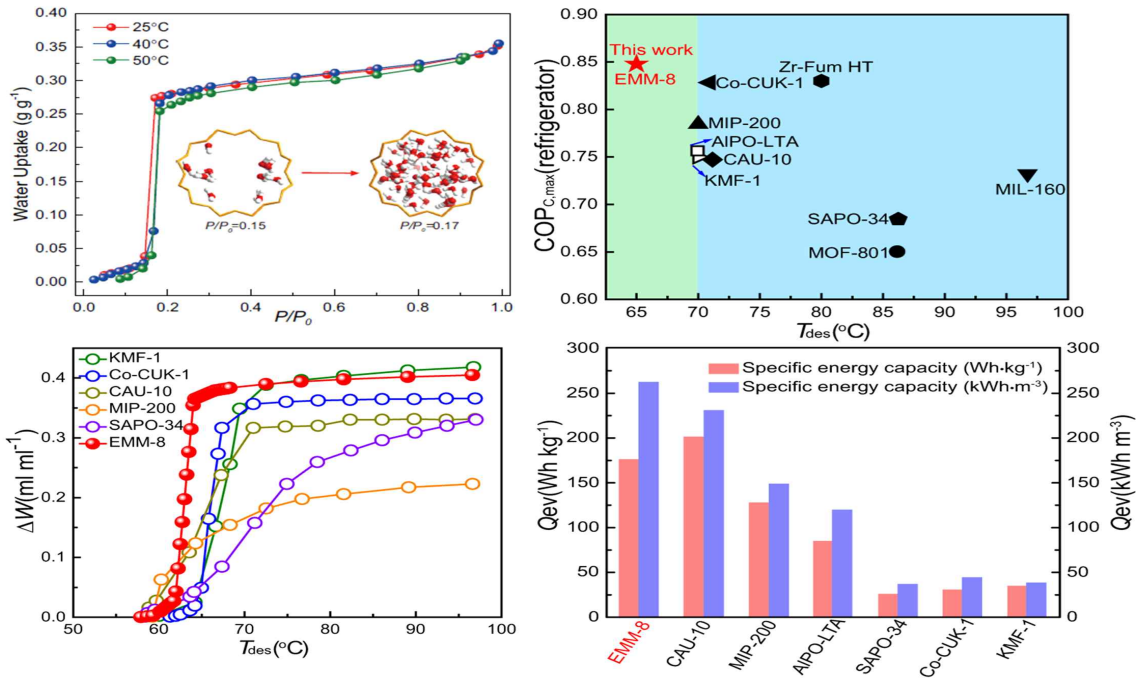 0.40
0.35
0.30
0.25
0.20
0.15
0.10
0.05
0.00
Water Uptake (g g⁻¹)
25°C
40°C
50°C
P/P₀=0.15
P/P₀=0.17
0.0 0.2 0.4 0.6 0.8 1.0
P/P₀
0.90
0.85
0.80
0.75
0.70
0.65
0.60
COP_C,max(refrigerator)
This work
EMM-8
Co-CUK-1
Zr-Fum HT
MIP-200
AIPO-LTA
CAU-10
KMF-1
MIL-160
SAPO-34
MOF-801
65 70 75 80 85 90 95 100
T_des(°C)
0.4
0.3
0.2
0.1
0.0
ΔW(ml ml⁻¹)
KMF-1
Co-CUK-1
CAU-10
MIP-200
SAPO-34
EMM-8
50 60 70 80 90 100
T_des(°C)
300
250
200
150
100
50
0
Qev(Wh kg⁻¹)
Specific energy capacity (Wh·kg⁻¹)
Specific energy capacity (kWh·m⁻³)
300
250
200
150
100
50
0
Qev(kWh m⁻³)
EMM-8
CAU-10
MIP-200
AIPO-LTA
SAPO-34
Co-CUK-1
KMF-1